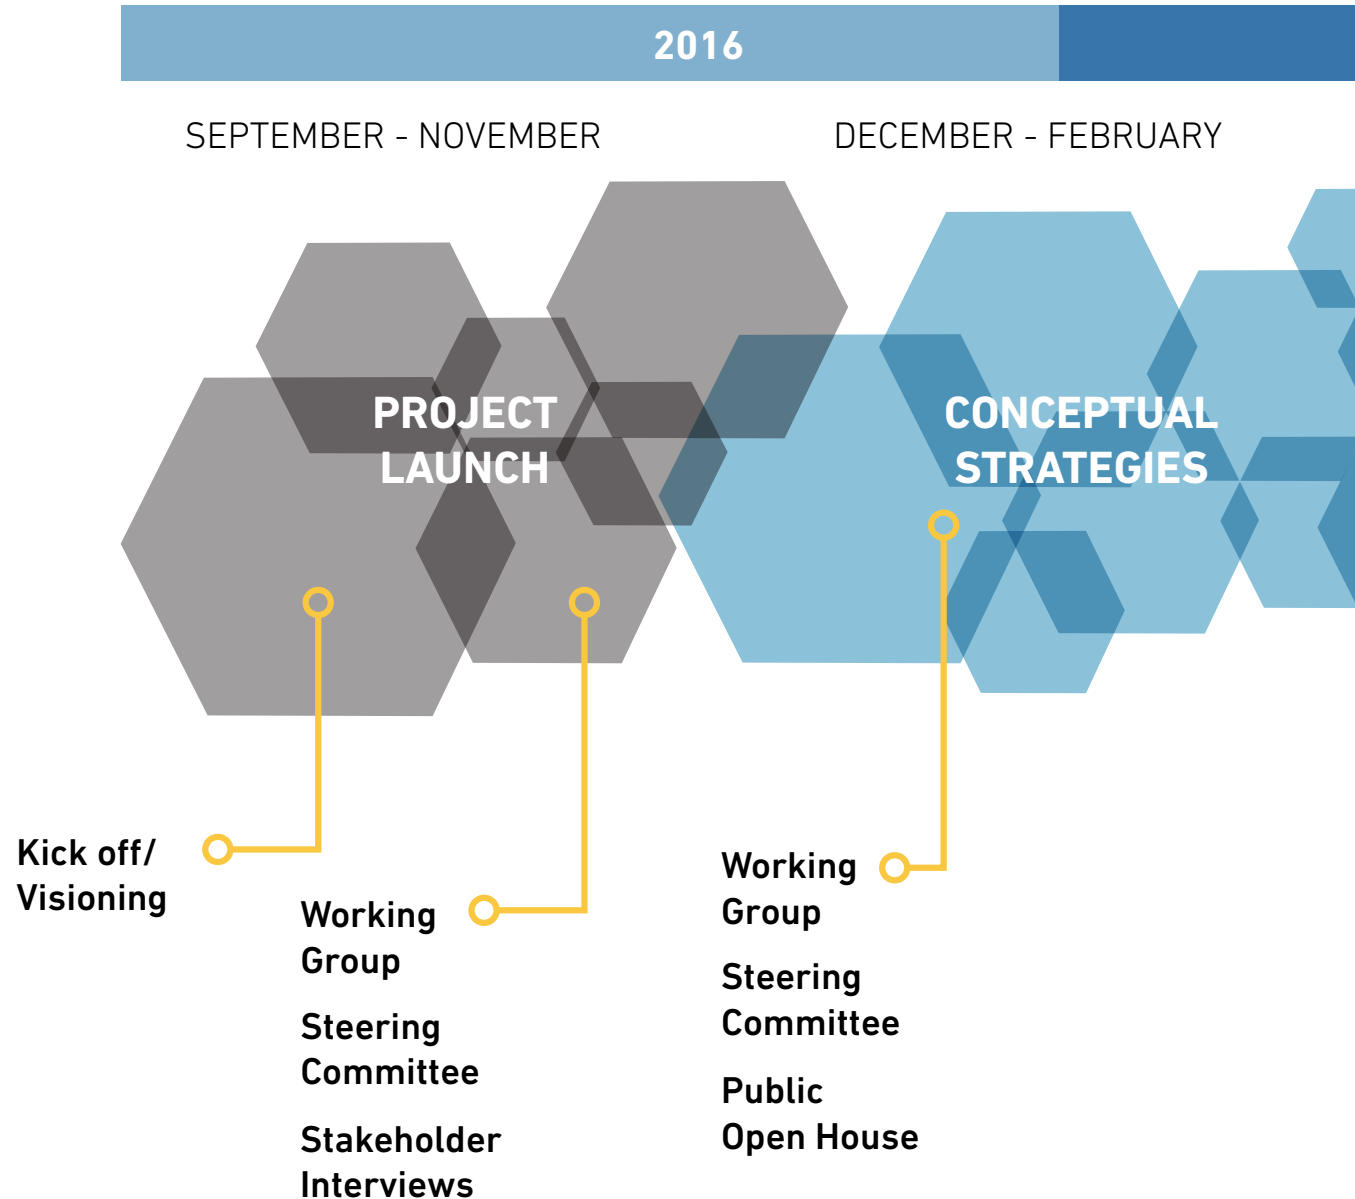 2016
SEPTEMBER - NOVEMBER
DECEMBER - FEBRUARY
PROJECT
LAUNCH
CONCEPTUAL
STRATEGIES
Kick off/
Visioning
Working
Group
Steering
Committee
Stakeholder
Interviews
Working
Group
Steering
Committee
Public
Open House